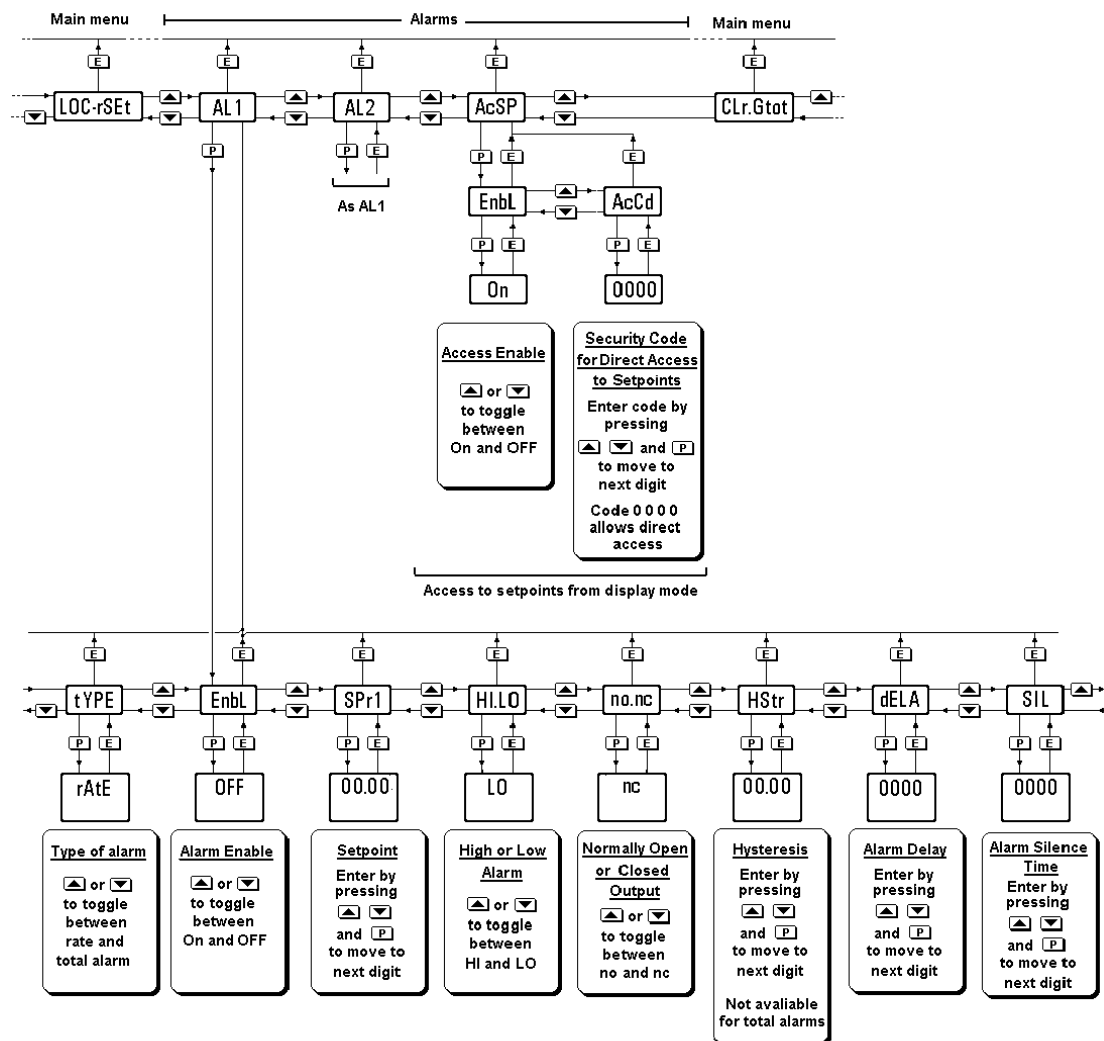 Main menu
Alarms
Main menu
E
E
E
E
E
LOC-rSEt
AL1
AL2
AcSP
CLr.Gtot
P
P
E
P
E
E
As AL1
EnbL
AcCd
P
E
P
E
On
0000
Access Enable
or
to toggle
between
On and OFF
Security Code
for Direct Access
to Setpoints
Enter code by
pressing
and P
to move to
next digit
Code 0 0 0 0
allows direct
access
Access to setpoints from display mode
E
E
E
E
E
E
E
E
tYPE
EnbL
SPr1
HI.LO
no.nc
HStr
dELA
SIL
P
E
P
E
P
E
P
E
P
E
P
E
P
E
P
E
rAtE
OFF
00.00
LO
nc
00.00
0000
0000
Type of alarm
or
to toggle
between
rate and
total alarm
Alarm Enable
or
to toggle
between
On and OFF
Setpoint
Enter by
pressing
and P
to move to
next digit
High or Low
Alarm
or
to toggle
between
HI and LO
Normally Open
or Closed
Output
or
to toggle
between
no and nc
Hysteresis
Enter by
pressing
and P
to move to
next digit
Not avaliable
for total alarms
Alarm Delay
Enter by
pressing
and P
to move to
next digit
Alarm Silence
Time
Enter by
pressing
and P
to move to
next digit